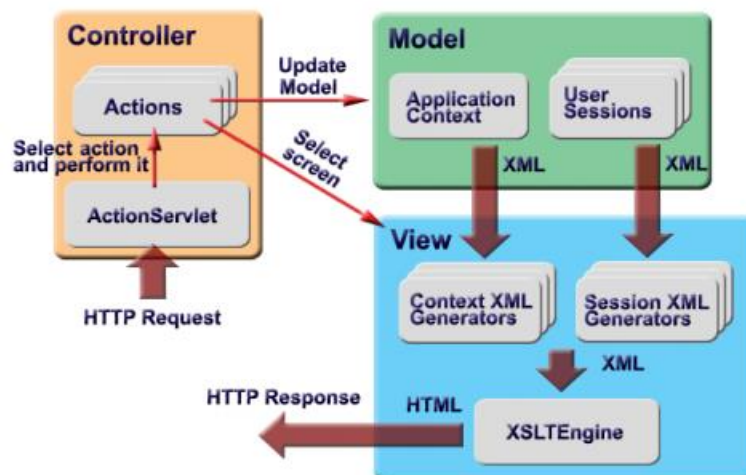 Controller
Actions
Select action
and perform it
ActionServlet
HTTP Request
Update
Model
Select
screen
Model
Application
Context
User
Sessions
XML
XML
View
Context XML
Generators
Session XML
Generators
XML
HTTP Response
HTML
XSLTEngine